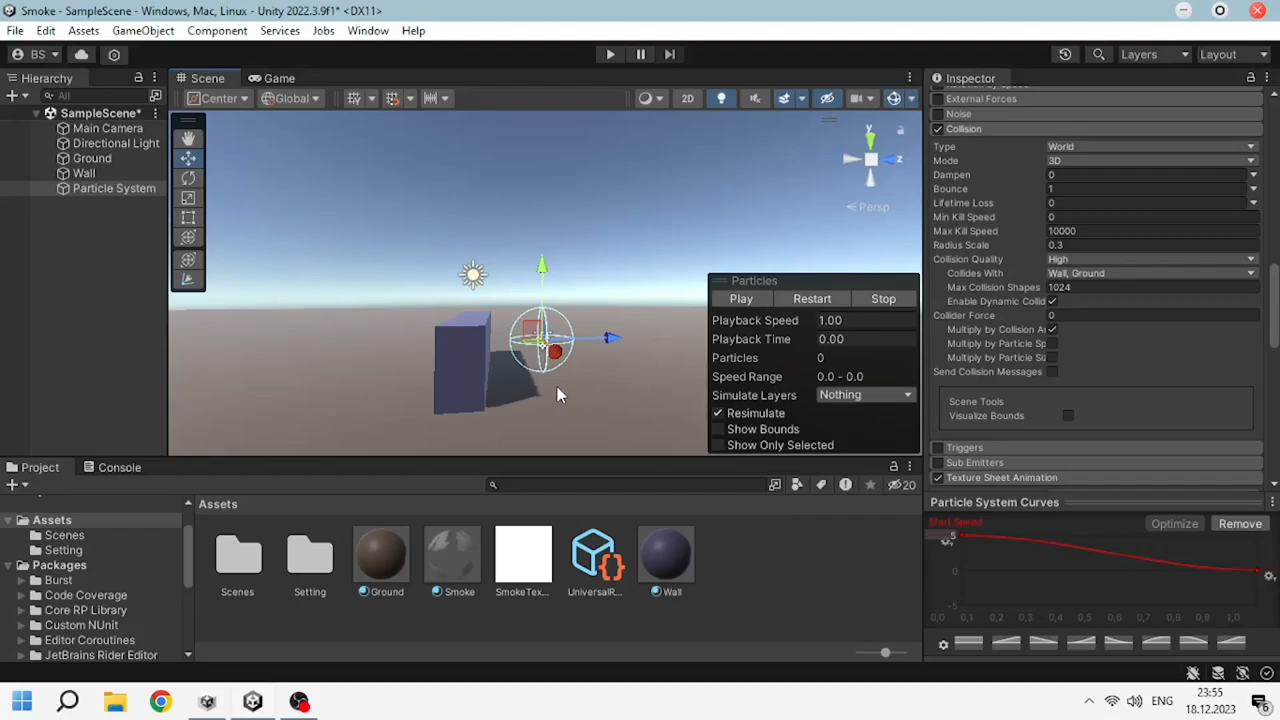 Smoke - SampleScene - Windows, Mac, Linux - Unity 2022.3.9f1* <DX11>
File Edit Assets GameObject Component Services Jobs Window Help
BS Layers Layout
Hierarchy
All
SampleScene*
Main Camera
Directional Light
Ground
Wall
Particle System
Scene Game
Center Global 2D
y
z
Persp
Particles
Play Restart Stop
Playback Speed 1.00
Playback Time 0.00
Particles 0
Speed Range 0.0 - 0.0
Simulate Layers Nothing
Resimulate
Show Bounds
Show Only Selected
Inspector
External Forces
Noise
Collision
Type World
Mode 3D
Dampen 0
Bounce 1
Lifetime Loss 0
Min Kill Speed 0
Max Kill Speed 10000
Radius Scale 0.3
Collision Quality High
Collides With Wall, Ground
Max Collision Shapes 1024
Enable Dynamic Collid
Collider Force 0
Multiply by Collision A
Multiply by Particle Sp
Multiply by Particle Si
Send Collision Messages
Scene Tools
Visualize Bounds
Triggers
Sub Emitters
Texture Sheet Animation
Particle System Curves
Start Speed Optimize Remove
5
0
-5
0,0 0,1 0,2 0,3 0,4 0,5 0,6 0,7 0,8 0,9 1,0
Project Console
20
Assets
Scenes
Setting
Packages
Burst
Code Coverage
Core RP Library
Custom NUnit
Editor Coroutines
JetBrains Rider Editor
Assets
Scenes Setting Ground Smoke SmokeTex... UniversalR... Wall
ENG
23:55
18.12.2023
6